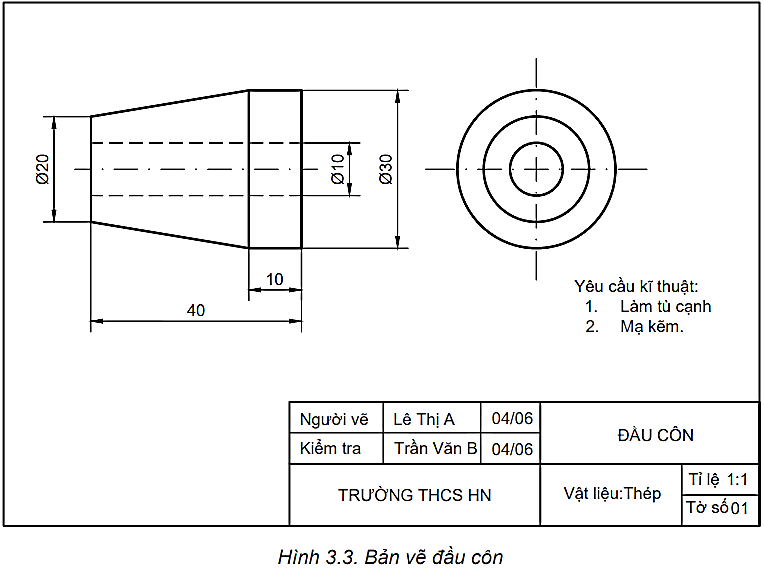 Ø20
Ø10
Ø30
10
40
Yêu cầu kĩ thuật:
1. Làm tù cạnh
2. Mạ kẽm.
Người vẽ Lê Thị A 04/06
Kiểm tra Trần Văn B 04/06
ĐẦU CÔN
TRƯỜNG THCS HN
Vật liệu:Thép
Tỉ lệ 1:1
Tờ số 01
Hình 3.3. Bản vẽ đầu côn